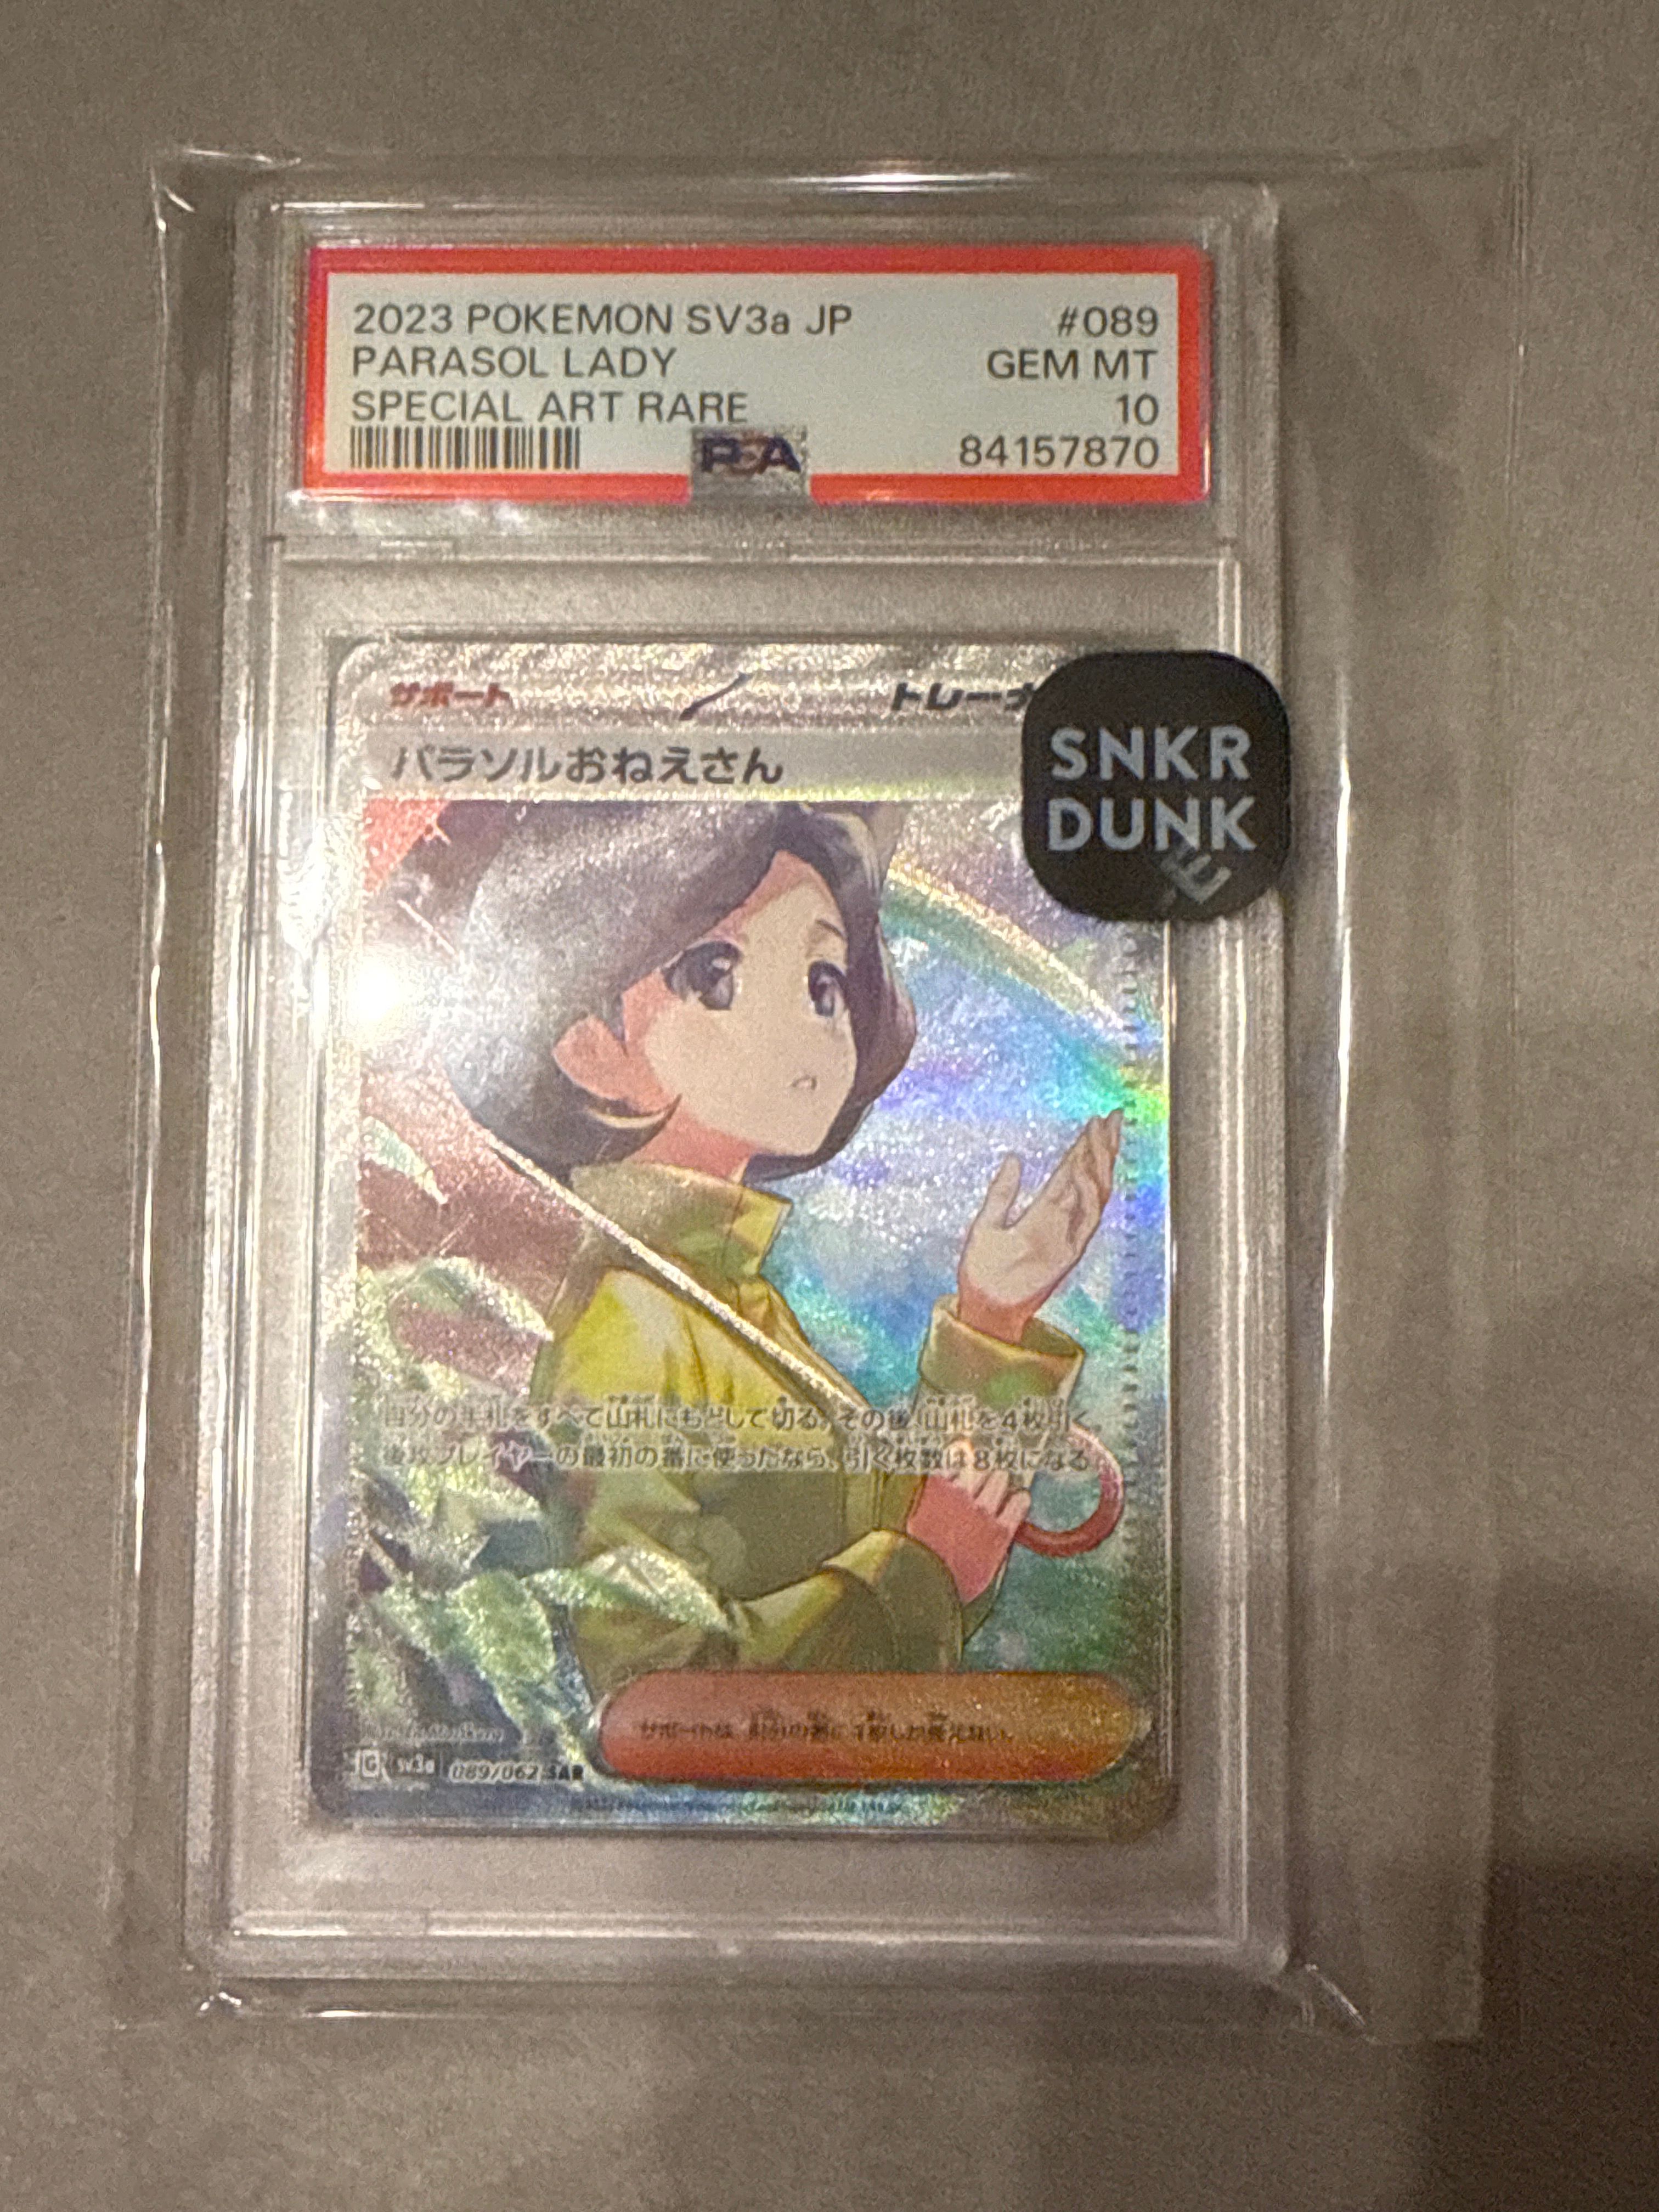 2023 POKEMON SV3a JP #089
PARASOL LADY GEM MT
SPECIAL ART RARE 10
PSA 84157870
サポート トレーナ
SNKR
DUNK
パラソルおねえさん
自分の手札をすべて山札にもどして切る。その後、山札を4枚引く。
後攻プレイヤーの最初の番に使ったなら、引く枚数は8枚になる。
サポートは、自分の番に1枚しか使えない。
G sv3a 089/062 SAR